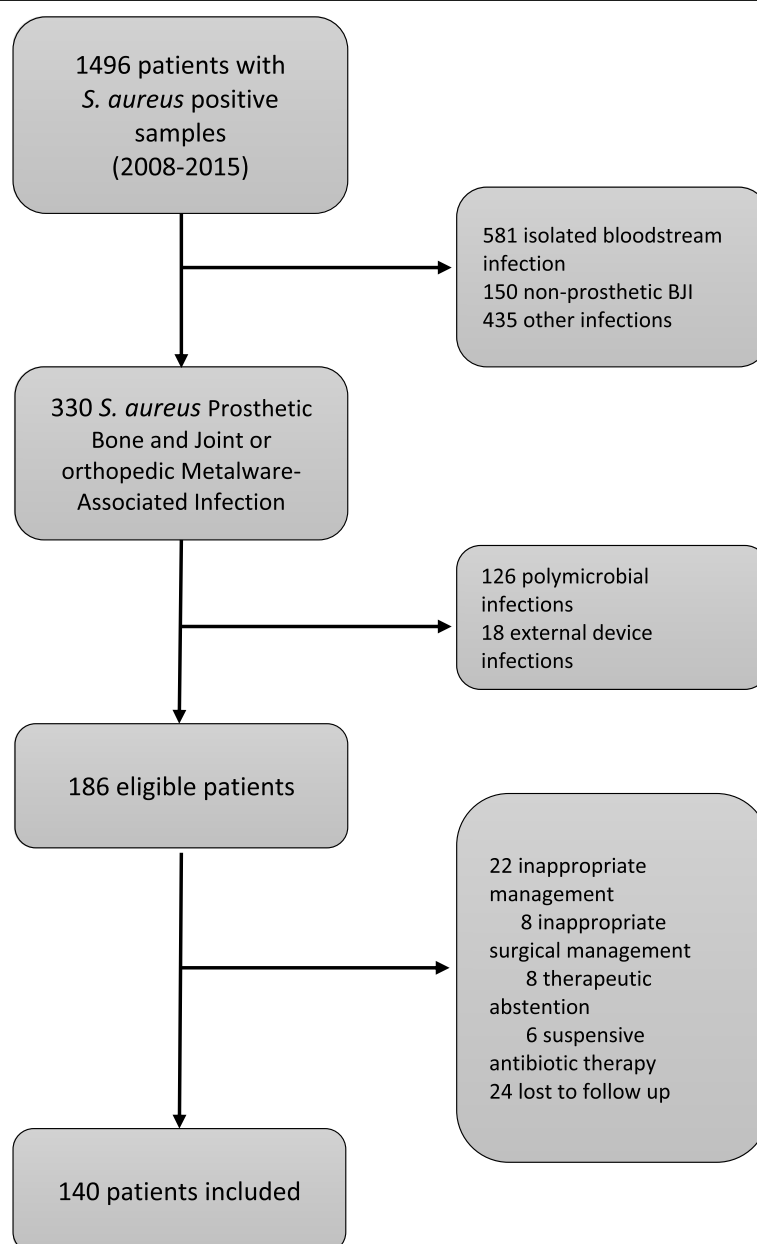 1496 patients with
S. aureus positive
samples
(2008-2015)
581 isolated bloodstream
infection
150 non-prosthetic BJI
435 other infections
330 S. aureus Prosthetic
Bone and Joint or
orthopedic Metalware-
Associated Infection
126 polymicrobial
infections
18 external device
infections
186 eligible patients
22 inappropriate
management
8 inappropriate
surgical management
8 therapeutic
abstention
6 suspensive
antibiotic therapy
24 lost to follow up
140 patients included